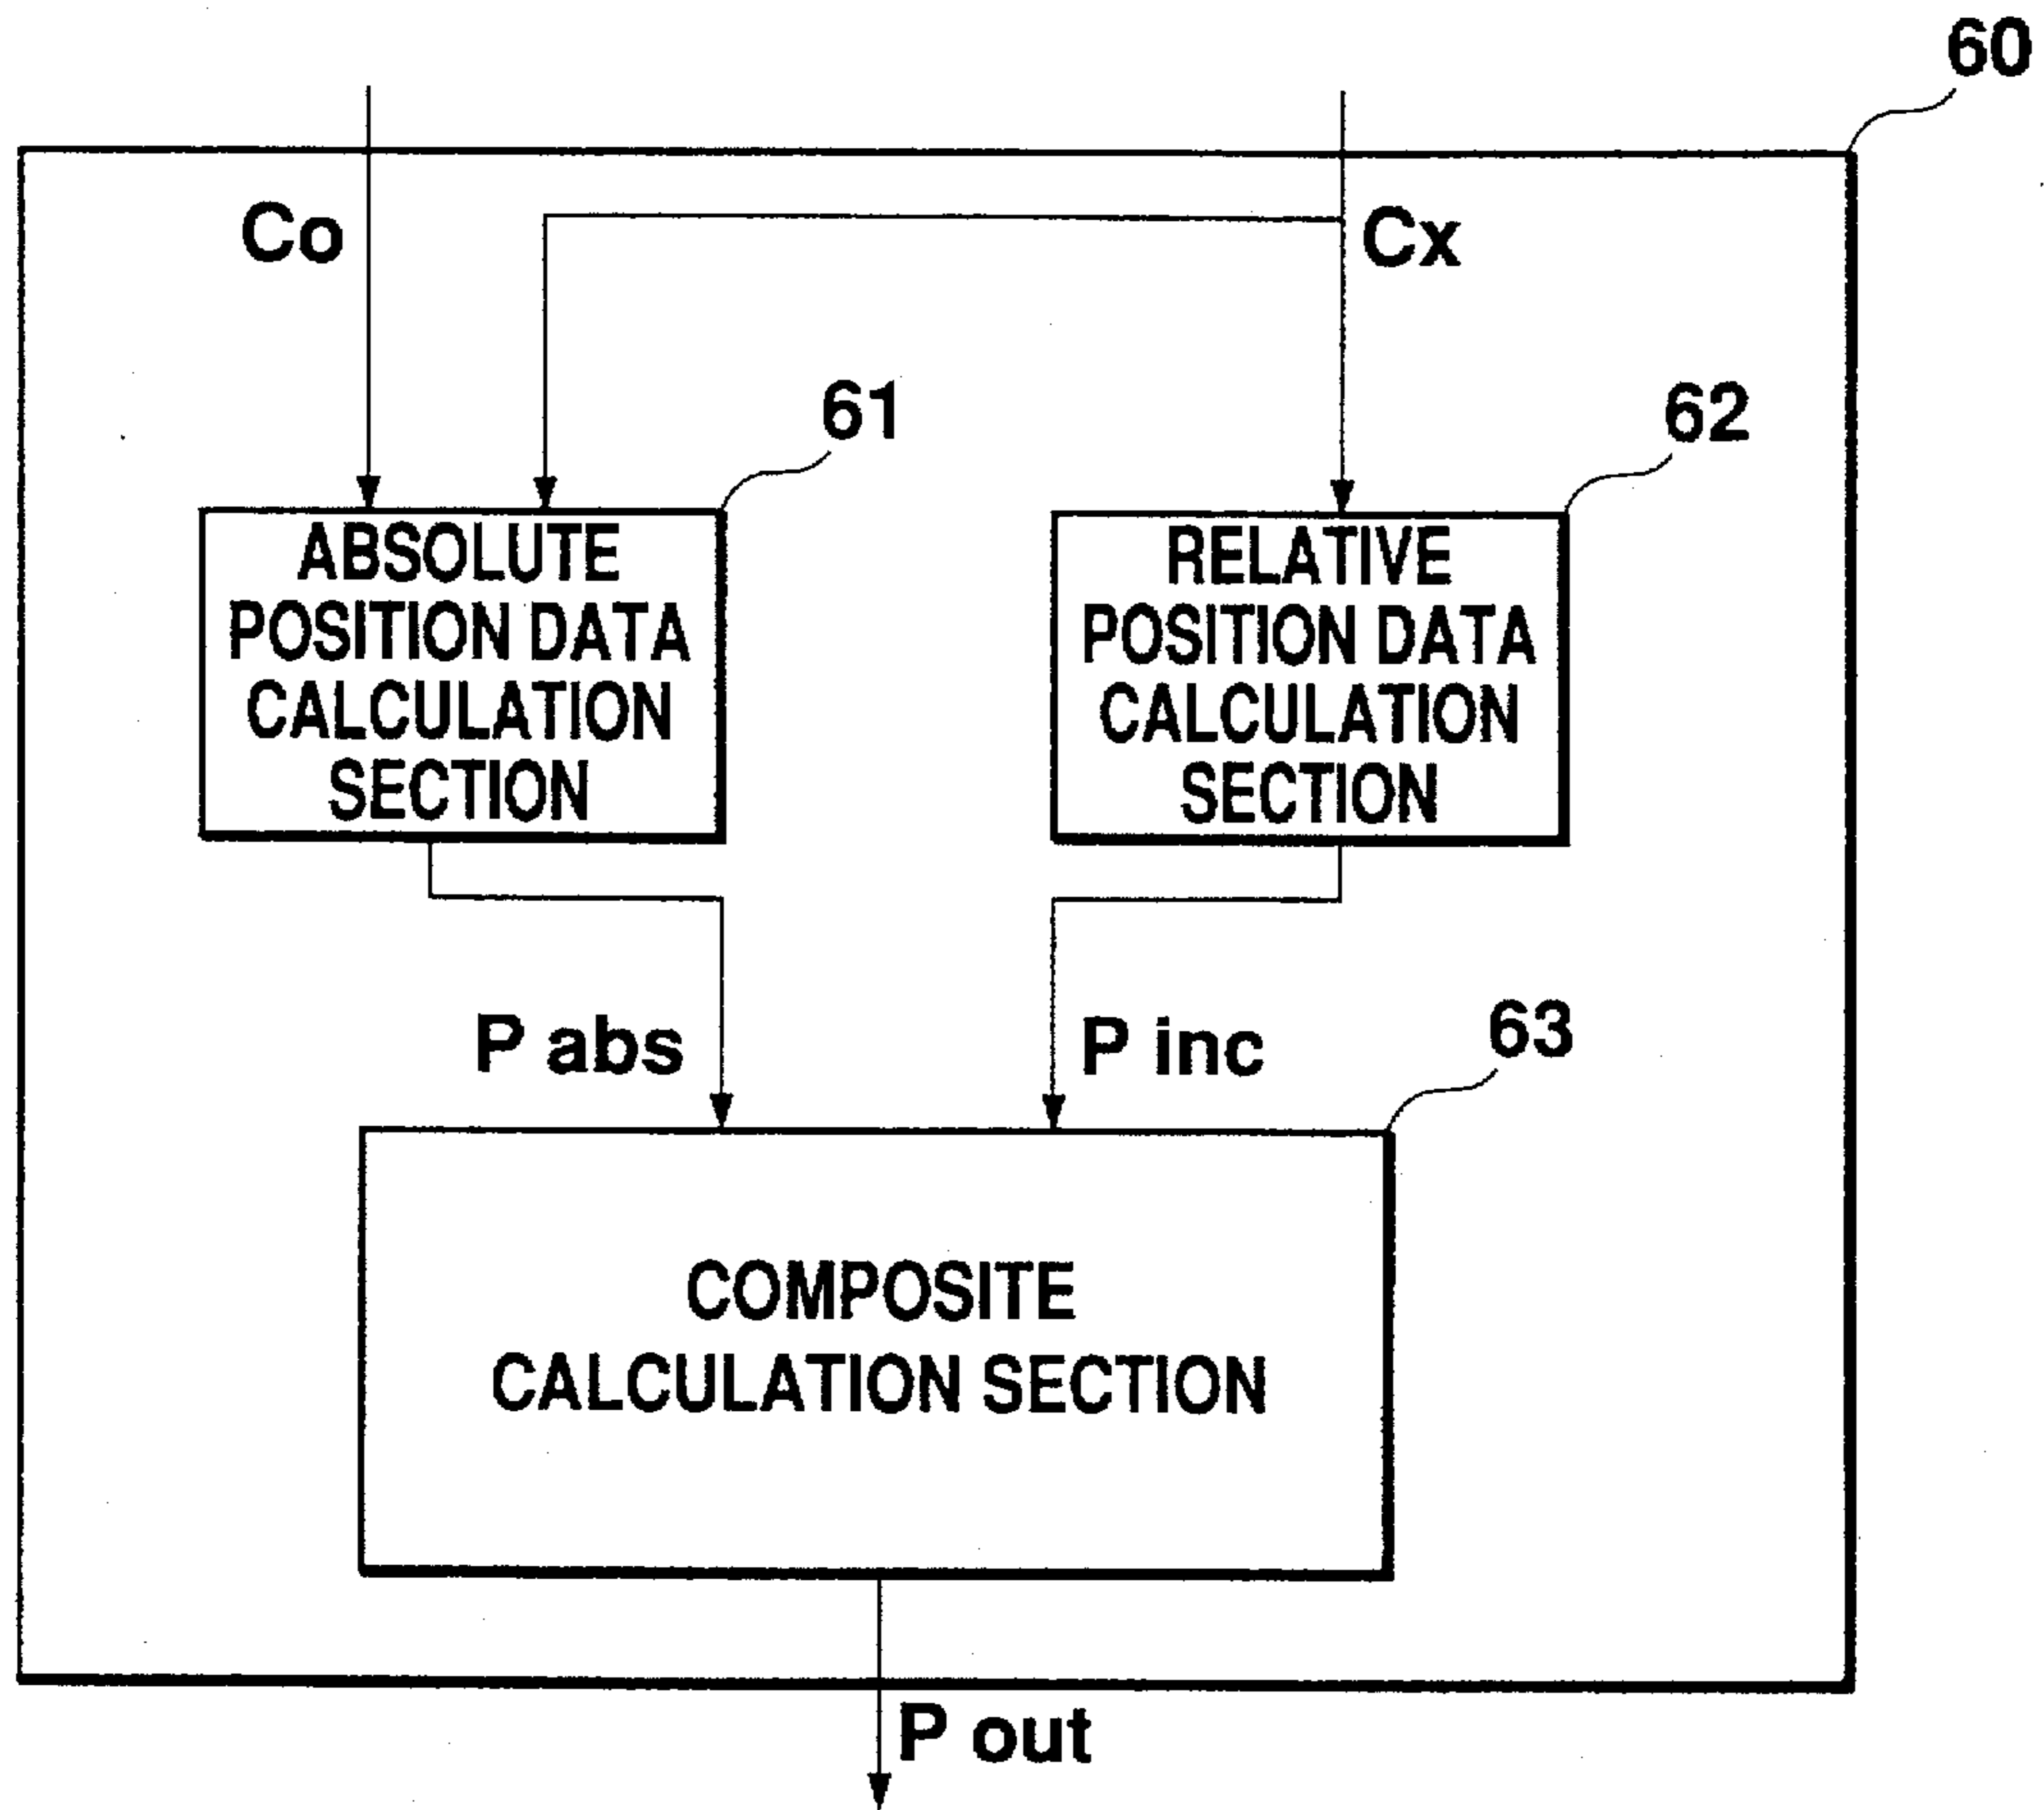 60
Co
Cx
61
62
ABSOLUTE
POSITION DATA
CALCULATION
SECTION
RELATIVE
POSITION DATA
CALCULATION
SECTION
P abs
P inc
63
COMPOSITE
CALCULATION SECTION
P out